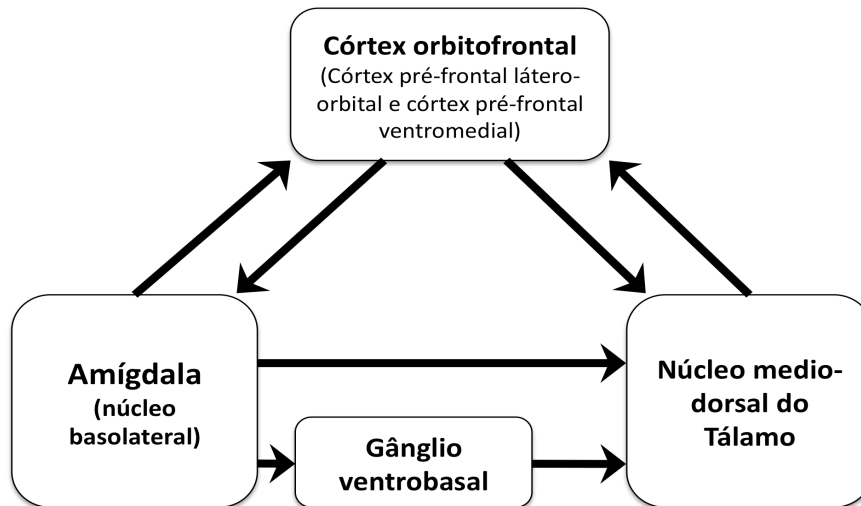 Córtex orbitofrontal
(Córtex pré-frontal látero-
orbital e córtex pré-frontal
ventromedial)
Amígdala
(núcleo
basolateral)
Gânglio
ventrobasal
Núcleo medio-
dorsal do
Tálamo